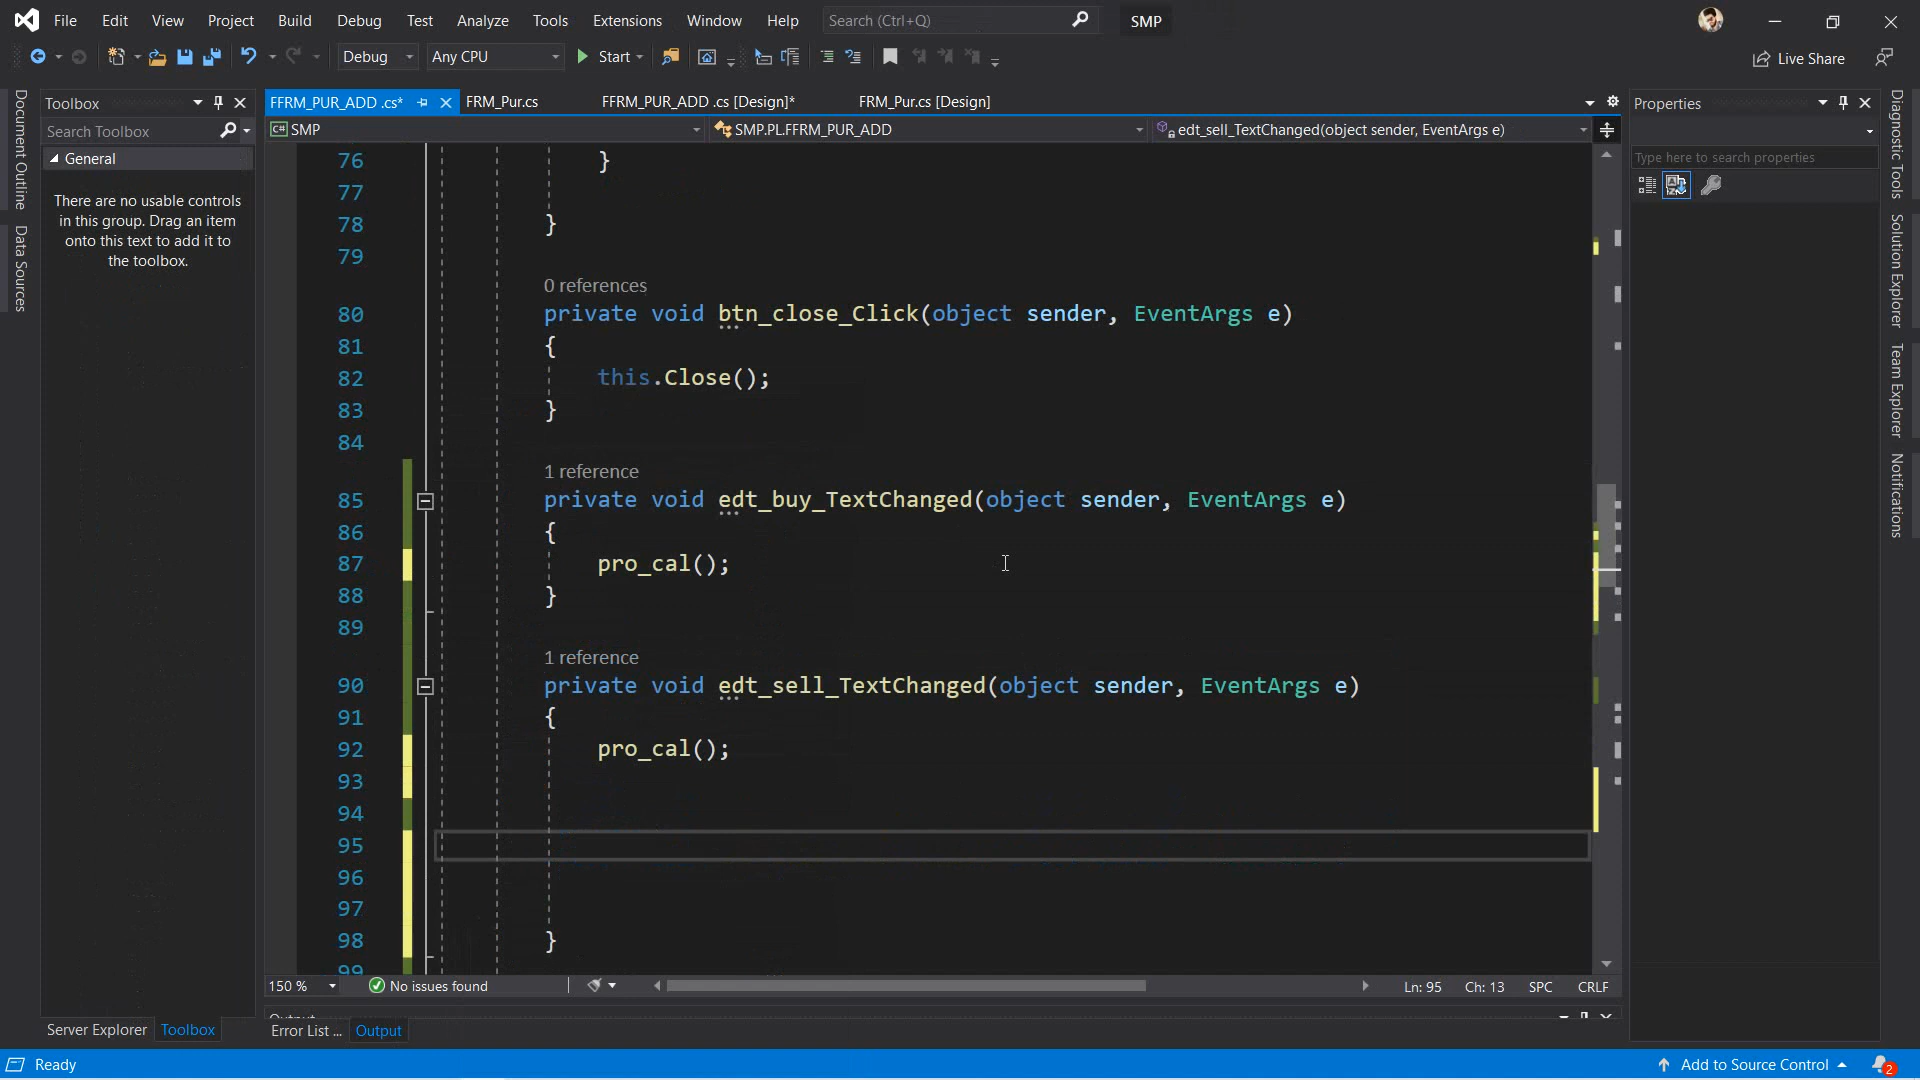 File Edit View Project Build Debug Test Analyze Tools Extensions Window Help Search (Ctrl+Q) SMP
Debug Any CPU Start Live Share
Toolbox
Search Toolbox
General
There are no usable controls
in this group. Drag an item
onto this text to add it to
the toolbox.
Document Outline
Data Sources
FFRM_PUR_ADD .cs* FRM_Pur.cs FFRM_PUR_ADD .cs [Design]* FRM_Pur.cs [Design]
C# SMP SMP.PL.FFRM_PUR_ADD edt_sell_TextChanged(object sender, EventArgs e)
76 }
77
78 }
79
0 references
80 private void btn_close_Click(object sender, EventArgs e)
81 {
82 this.Close();
83 }
84
1 reference
85 private void edt_buy_TextChanged(object sender, EventArgs e)
86 {
87 pro_cal();
88 }
89
1 reference
90 private void edt_sell_TextChanged(object sender, EventArgs e)
91 {
92 pro_cal();
93
94
95
96
97
98 }
99
150 % No issues found Ln: 95 Ch: 13 SPC CRLF
Output
Server Explorer Toolbox Error List ... Output
Properties
Type here to search properties
Diagnostic Tools
Solution Explorer
Team Explorer
Notifications
Ready Add to Source Control 2